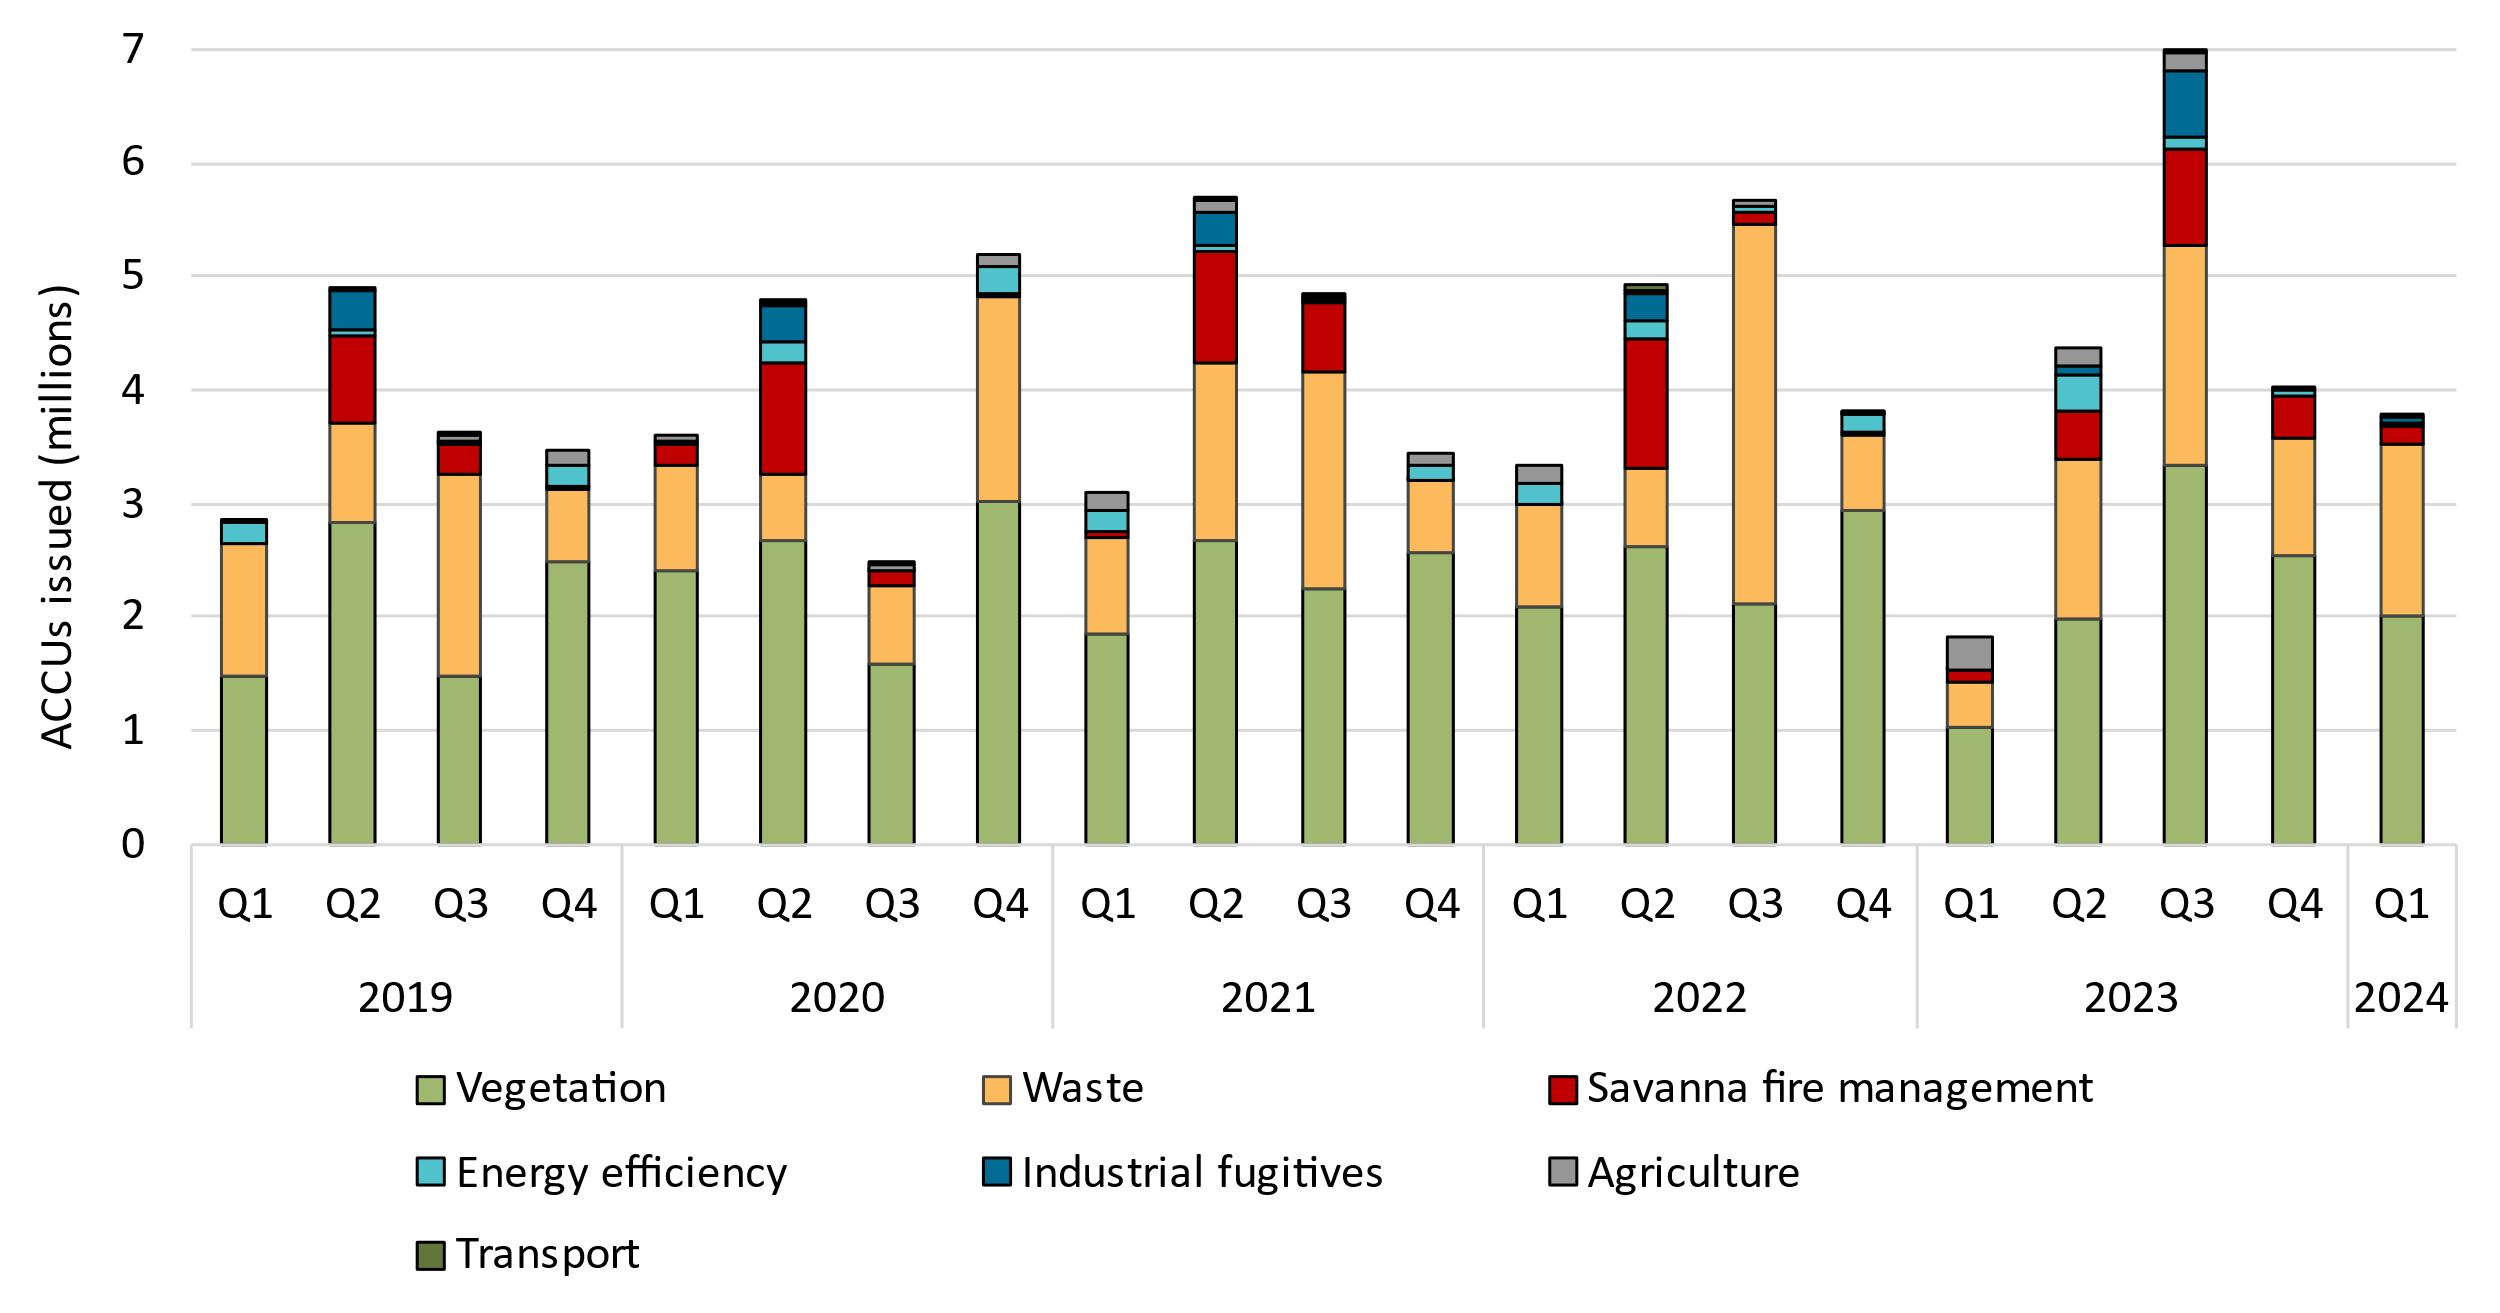 ACCUs issued (millions)
7
6
5
4
3
2
1
0
Q1 Q2 Q3 Q4 Q1 Q2 Q3 Q4 Q1 Q2 Q3 Q4 Q1 Q2 Q3 Q4 Q1 Q2 Q3 Q4 Q1
2019 2020 2021 2022 2023 2024
Vegetation Waste Savanna fire management
Energy efficiency Industrial fugitives Agriculture
Transport